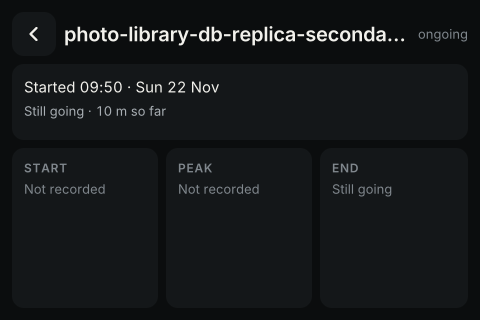 photo-library-db-replica-seconda… ongoing
Started 09:50 · Sun 22 Nov
Still going · 10 m so far
START
Not recorded
PEAK
Not recorded
END
Still going